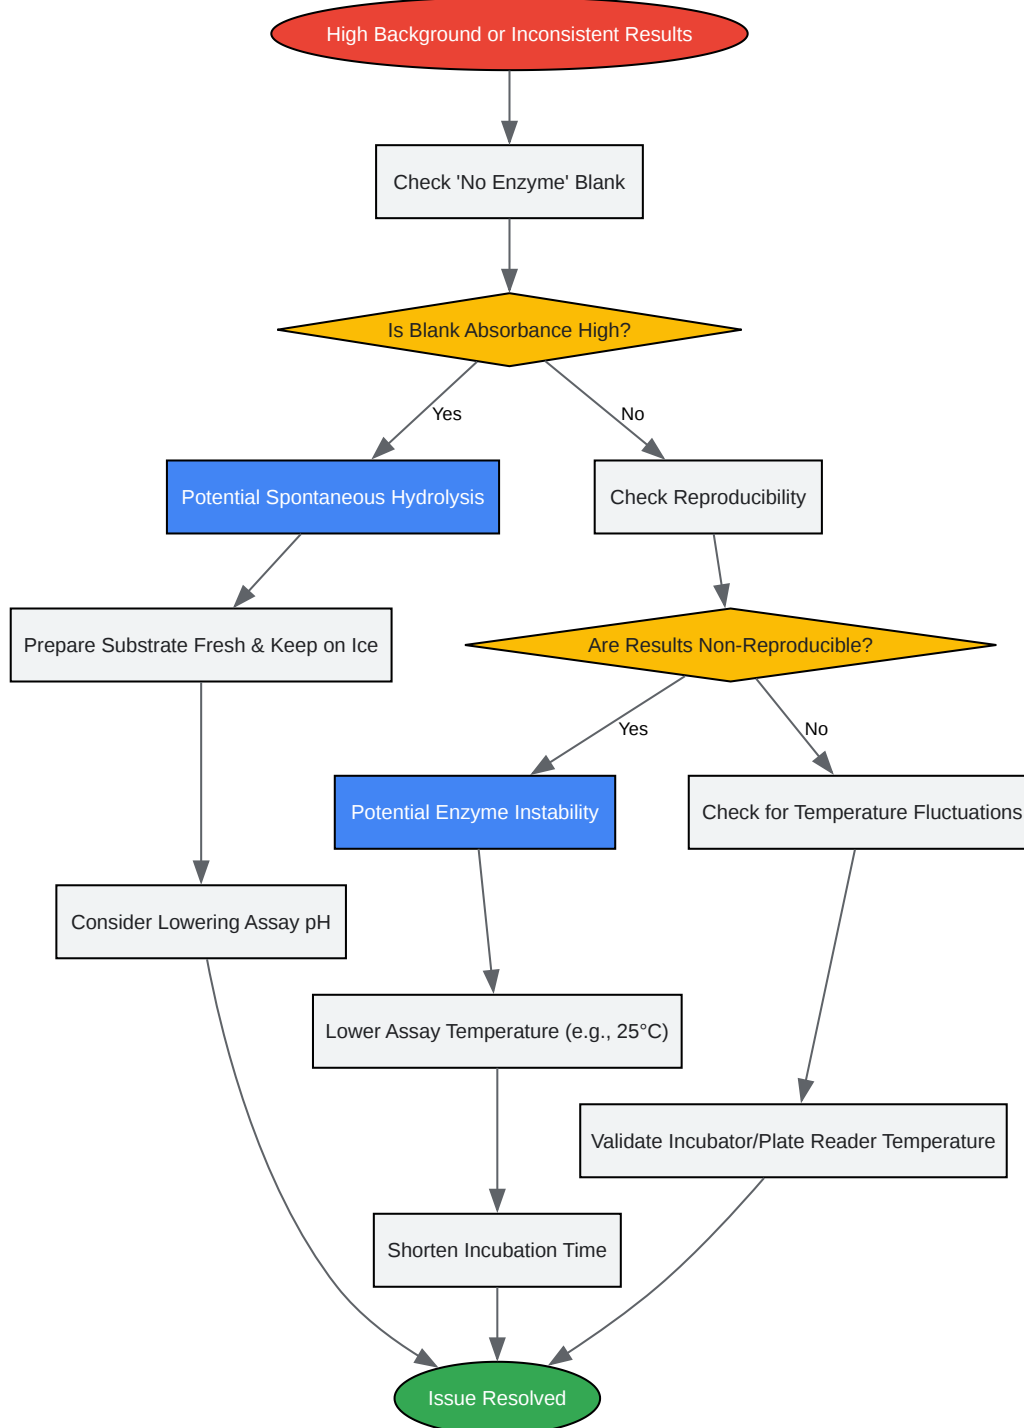 High Background or Inconsistent Results
Check 'No Enzyme' Blank
Is Blank Absorbance High?
Yes
No
Potential Spontaneous Hydrolysis
Check Reproducibility
Prepare Substrate Fresh & Keep on Ice
Are Results Non-Reproducible?
Yes
No
Potential Enzyme Instability
Check for Temperature Fluctuations
Consider Lowering Assay pH
Lower Assay Temperature (e.g., 25°C)
Validate Incubator/Plate Reader Temperature
Shorten Incubation Time
Issue Resolved